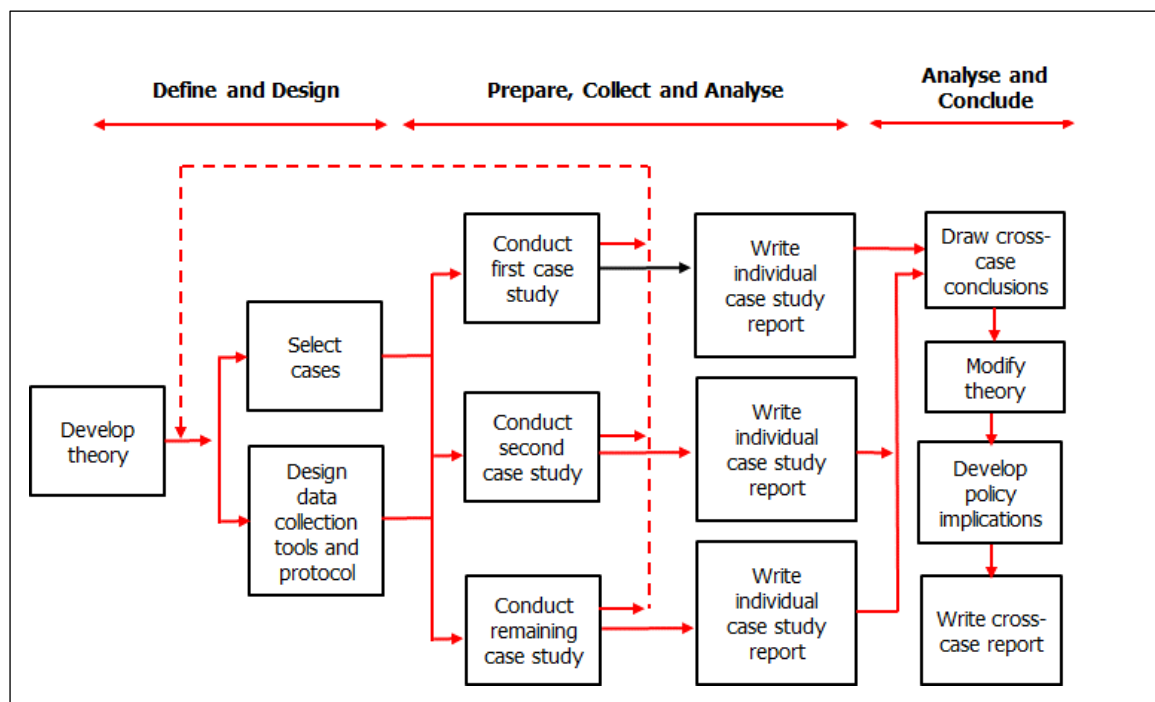 Define and Design
Prepare, Collect and Analyse
Analyse and
Conclude
Develop
theory
Select
cases
Design
data
collection
tools and
protocol
Conduct
first case
study
Conduct
second
case study
Conduct
remaining
case study
Write
individual
case study
report
Write
individual
case study
report
Write
individual
case study
report
Draw cross-
case
conclusions
Modify
theory
Develop
policy
implications
Write cross-
case report